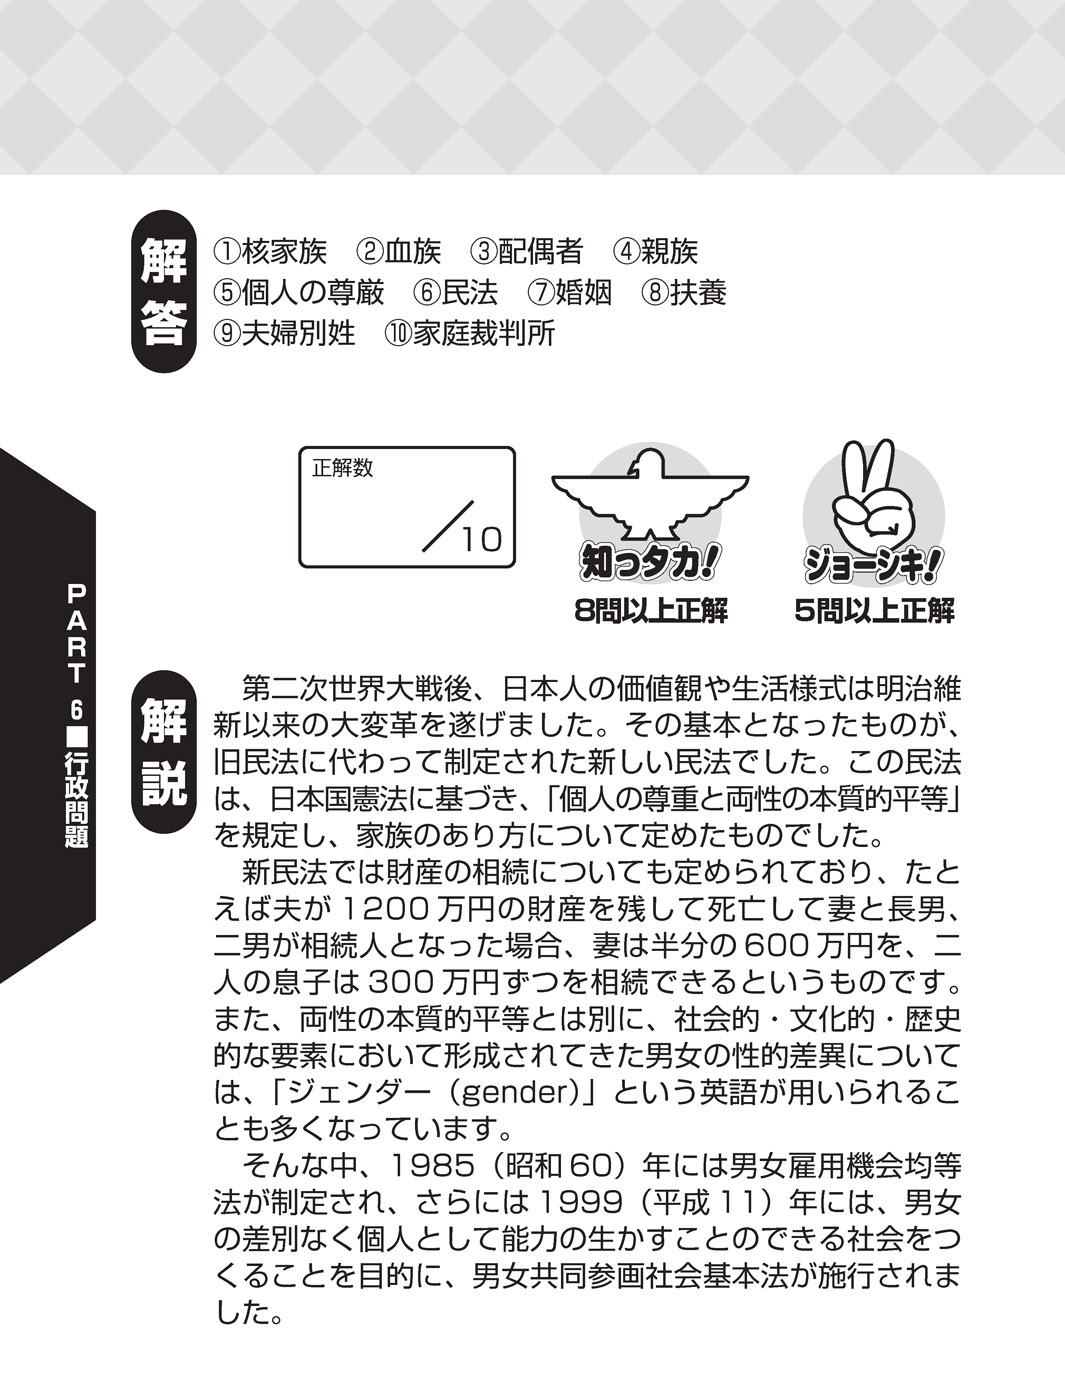 解答
①核家族　②血族　③配偶者　④親族
⑤個人の尊厳　⑥民法　⑦婚姻　⑧扶養
⑨夫婦別姓　⑩家庭裁判所
正解数
／10
知っタカ!
8問以上正解
ジョーシキ!
5問以上正解
PART 6■行政問題
解説
　第二次世界大戦後、日本人の価値観や生活様式は明治維
新以来の大変革を遂げました。その基本となったものが、
旧民法に代わって制定された新しい民法でした。この民法
は、日本国憲法に基づき、「個人の尊重と両性の本質的平等」
を規定し、家族のあり方について定めたものでした。
　新民法では財産の相続についても定められており、たと
えば夫が1200万円の財産を残して死亡して妻と長男、
二男が相続人となった場合、妻は半分の600万円を、二
人の息子は300万円ずつを相続できるというものです。
また、両性の本質的平等とは別に、社会的・文化的・歴史
的な要素において形成されてきた男女の性的差異について
は、「ジェンダー（gender）」という英語が用いられるこ
とも多くなっています。
　そんな中、1985（昭和60）年には男女雇用機会均等
法が制定され、さらには1999（平成11）年には、男女
の差別なく個人として能力の生かすことのできる社会をつ
くることを目的に、男女共同参画社会基本法が施行されま
した。